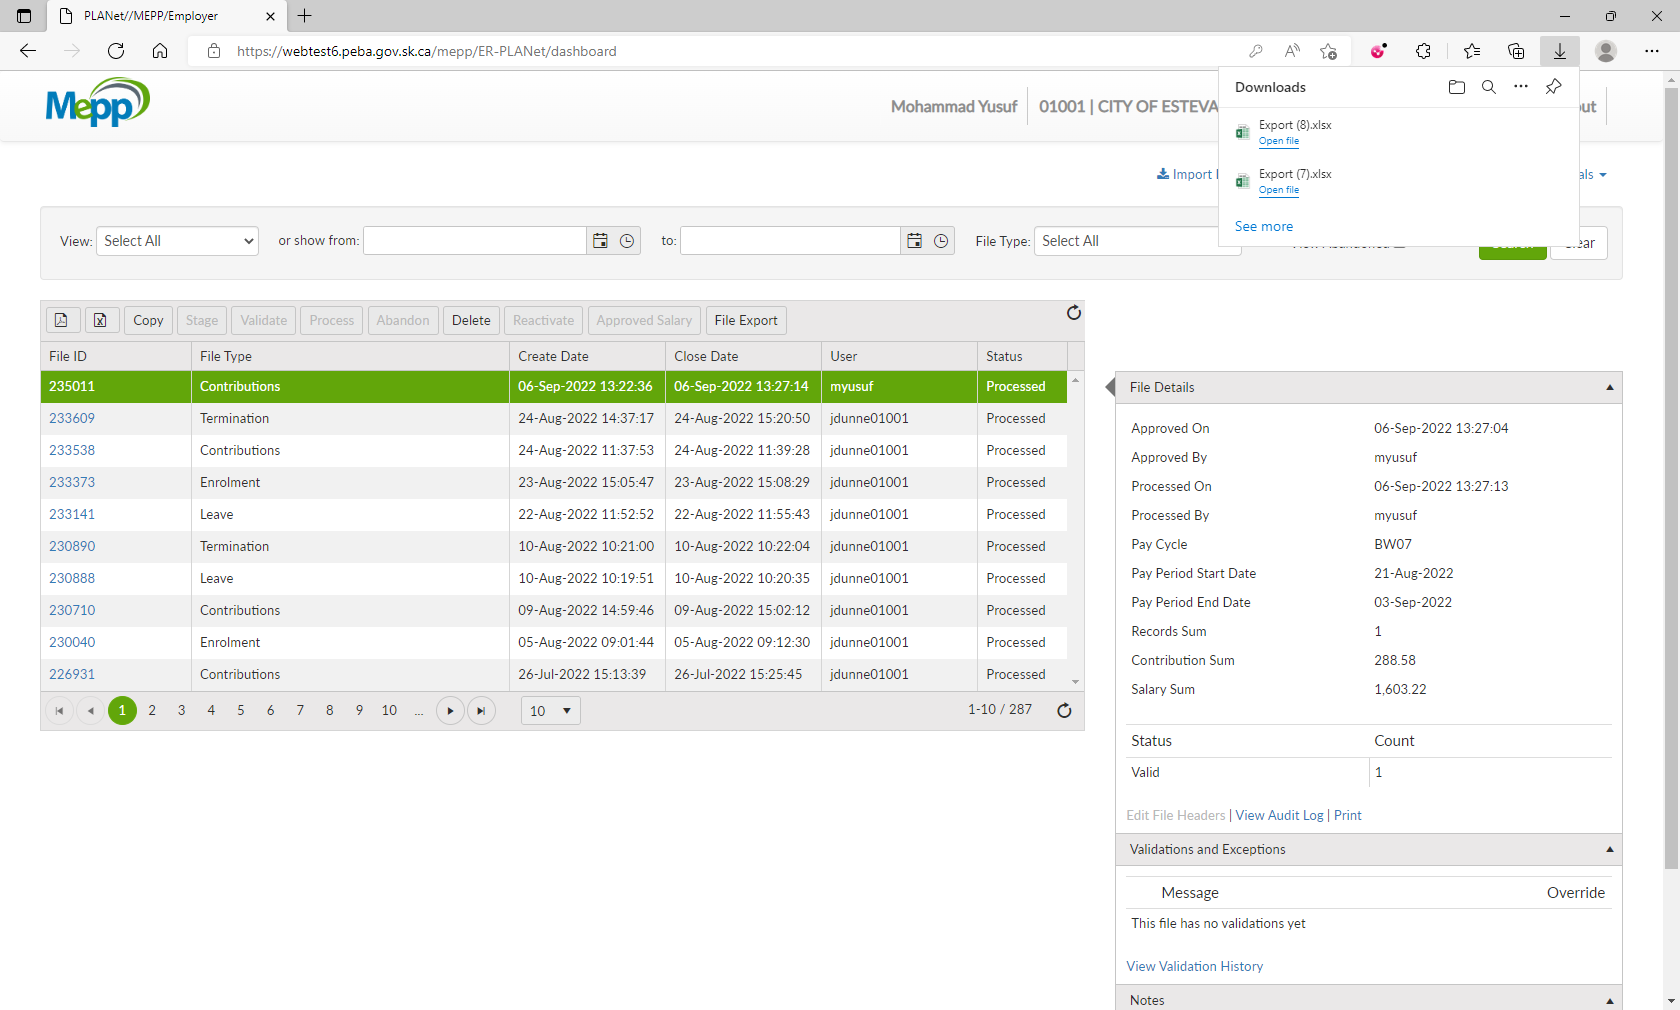 PLANet//MEPP/Employer
https://webtest6.peba.gov.sk.ca/mepp/ER-PLANet/dashboard
Downloads
Export (8).xlsx
Open file
Export (7).xlsx
Open file
See more
Mepp
Mohammad Yusuf
01001 | CITY OF ESTEVA
Import
View: Select All or show from: to: File Type: Select All
Copy Stage Validate Process Abandon Delete Reactivate Approved Salary File Export
File ID File Type Create Date Close Date User Status
235011 Contributions 06-Sep-2022 13:22:36 06-Sep-2022 13:27:14 myusuf Processed
233609 Termination 24-Aug-2022 14:37:17 24-Aug-2022 15:20:50 jdunne01001 Processed
233538 Contributions 24-Aug-2022 11:37:53 24-Aug-2022 11:39:28 jdunne01001 Processed
233373 Enrolment 23-Aug-2022 15:05:47 23-Aug-2022 15:08:29 jdunne01001 Processed
233141 Leave 22-Aug-2022 11:52:52 22-Aug-2022 11:55:43 jdunne01001 Processed
230890 Termination 10-Aug-2022 10:21:00 10-Aug-2022 10:22:04 jdunne01001 Processed
230888 Leave 10-Aug-2022 10:19:51 10-Aug-2022 10:20:35 jdunne01001 Processed
230710 Contributions 09-Aug-2022 14:59:46 09-Aug-2022 15:02:12 jdunne01001 Processed
230040 Enrolment 05-Aug-2022 09:01:44 05-Aug-2022 09:12:30 jdunne01001 Processed
226931 Contributions 26-Jul-2022 15:13:39 26-Jul-2022 15:25:45 jdunne01001 Processed
1 2 3 4 5 6 7 8 9 10 ... 10 1-10 / 287
File Details
Approved On 06-Sep-2022 13:27:04
Approved By myusuf
Processed On 06-Sep-2022 13:27:13
Processed By myusuf
Pay Cycle BW07
Pay Period Start Date 21-Aug-2022
Pay Period End Date 03-Sep-2022
Records Sum 1
Contribution Sum 288.58
Salary Sum 1,603.22
Status Count
Valid 1
Edit File Headers | View Audit Log | Print
Validations and Exceptions
Message Override
This file has no validations yet
View Validation History
Notes